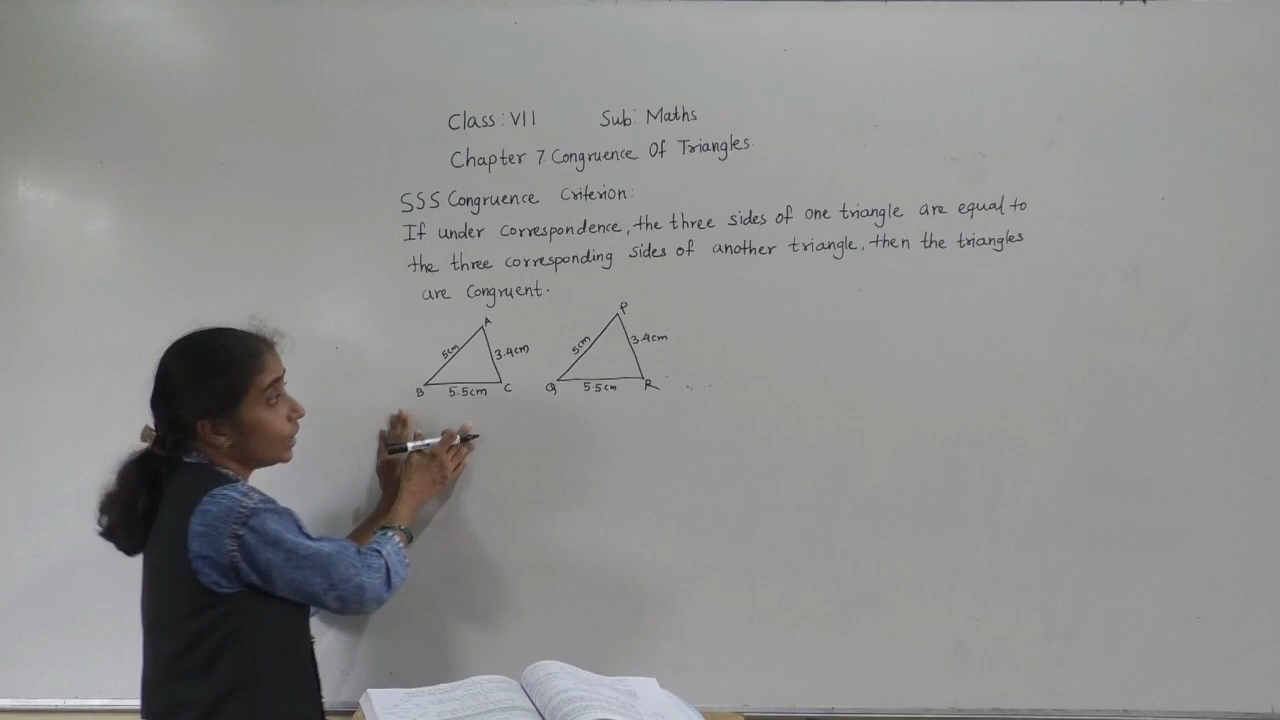 Class: VII Sub: Maths
Chapter 7 Congruence Of Triangles.
SSS Congruence Criterion:
If under correspondence, the three sides of one triangle are equal to
the three corresponding sides of another triangle, then the triangles
are congruent.
A P
5cm 3.4cm 5cm 3.4cm
B 5.5cm C Q 5.5cm R